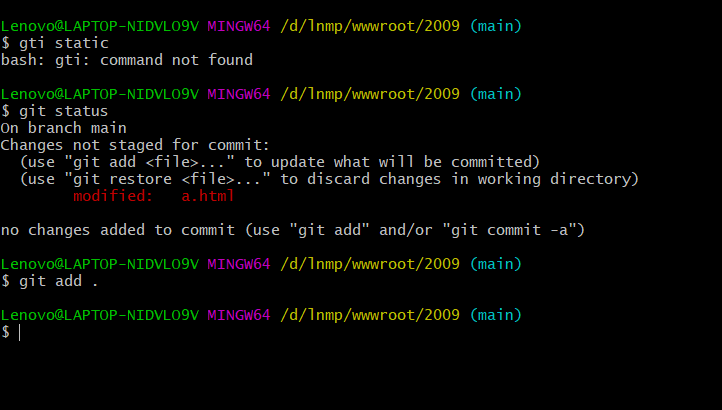 Lenovo@LAPTOP-NIDVLO9V MINGW64 /d/lnmp/wwwroot/2009 (main)
$ gti static
bash: gti: command not found
Lenovo@LAPTOP-NIDVLO9V MINGW64 /d/lnmp/wwwroot/2009 (main)
$ git status
On branch main
Changes not staged for commit:
  (use "git add <file>..." to update what will be committed)
  (use "git restore <file>..." to discard changes in working directory)
        modified:   a.html
no changes added to commit (use "git add" and/or "git commit -a")
Lenovo@LAPTOP-NIDVLO9V MINGW64 /d/lnmp/wwwroot/2009 (main)
$ git add .
Lenovo@LAPTOP-NIDVLO9V MINGW64 /d/lnmp/wwwroot/2009 (main)
$